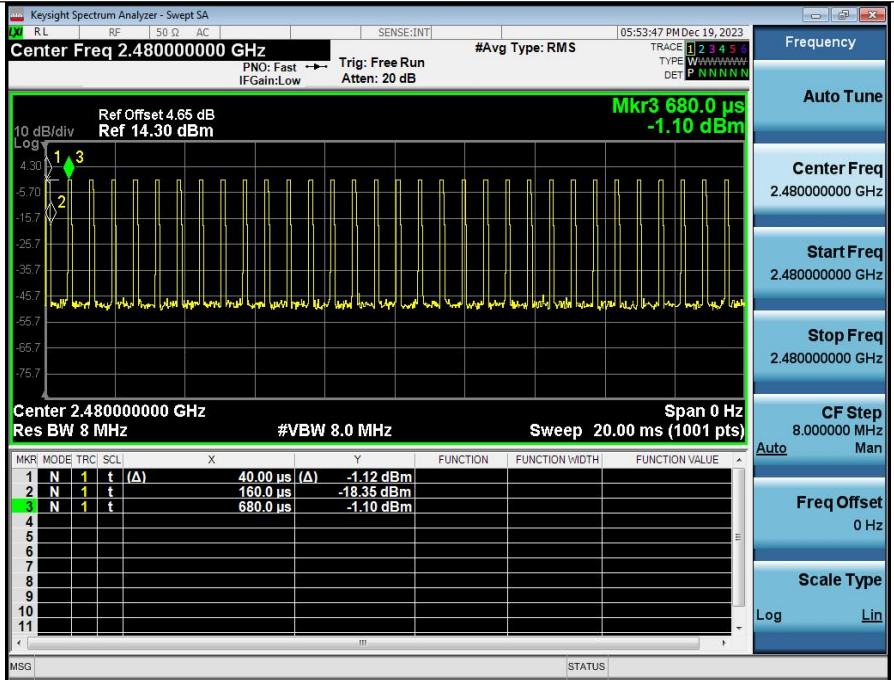 Keysight Spectrum Analyzer - Swept SA
LXI RL RF 50 Ω AC SENSE:INT 05:53:47 PM Dec 19, 2023
Center Freq 2.480000000 GHz #Avg Type: RMS TRACE 1 2 3 4 5 6
PNO: Fast Trig: Free Run TYPE WWWWWW
IFGain:Low Atten: 20 dB DET P N N N N N
Frequency
Auto Tune
Center Freq
2.480000000 GHz
Start Freq
2.480000000 GHz
Stop Freq
2.480000000 GHz
CF Step
8.000000 MHz
Auto Man
Freq Offset
0 Hz
Scale Type
Log Lin
Mkr3 680.0 µs
-1.10 dBm
Ref Offset 4.65 dB
10 dB/div Ref 14.30 dBm
Log
1 3
4.30
-5.70
2
-15.7
-25.7
-35.7
-45.7
-55.7
-65.7
-75.7
Center 2.480000000 GHz Span 0 Hz
Res BW 8 MHz #VBW 8.0 MHz Sweep 20.00 ms (1001 pts)
MKR MODE TRC SCL X Y FUNCTION FUNCTION WIDTH FUNCTION VALUE
1 N 1 t (Δ) 40.00 µs (Δ) -1.12 dBm
2 N 1 t 160.0 µs -18.35 dBm
3 N 1 t 680.0 µs -1.10 dBm
4
5
6
7
8
9
10
11
MSG STATUS